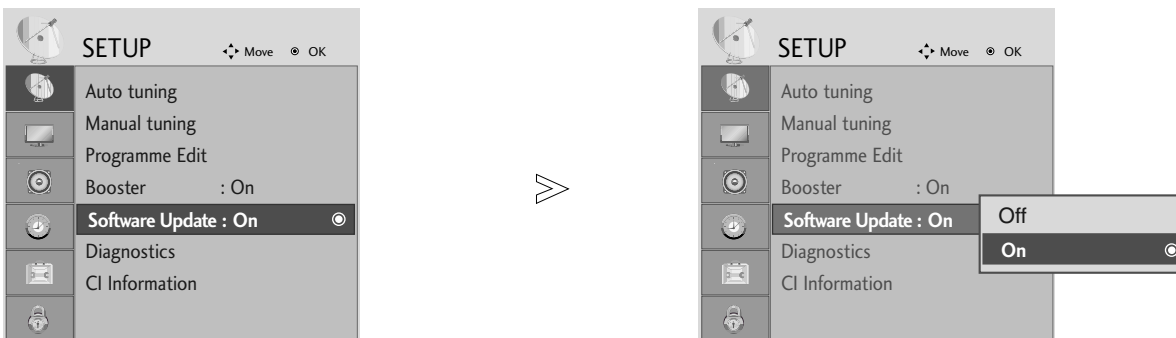 SETUP Move OK
Auto tuning
Manual tuning
Programme Edit
Booster : On
Software Update : On
Diagnostics
CI Information
SETUP Move OK
Auto tuning
Manual tuning
Programme Edit
Booster : On
Software Update : On
Diagnostics
CI Information
Off
On